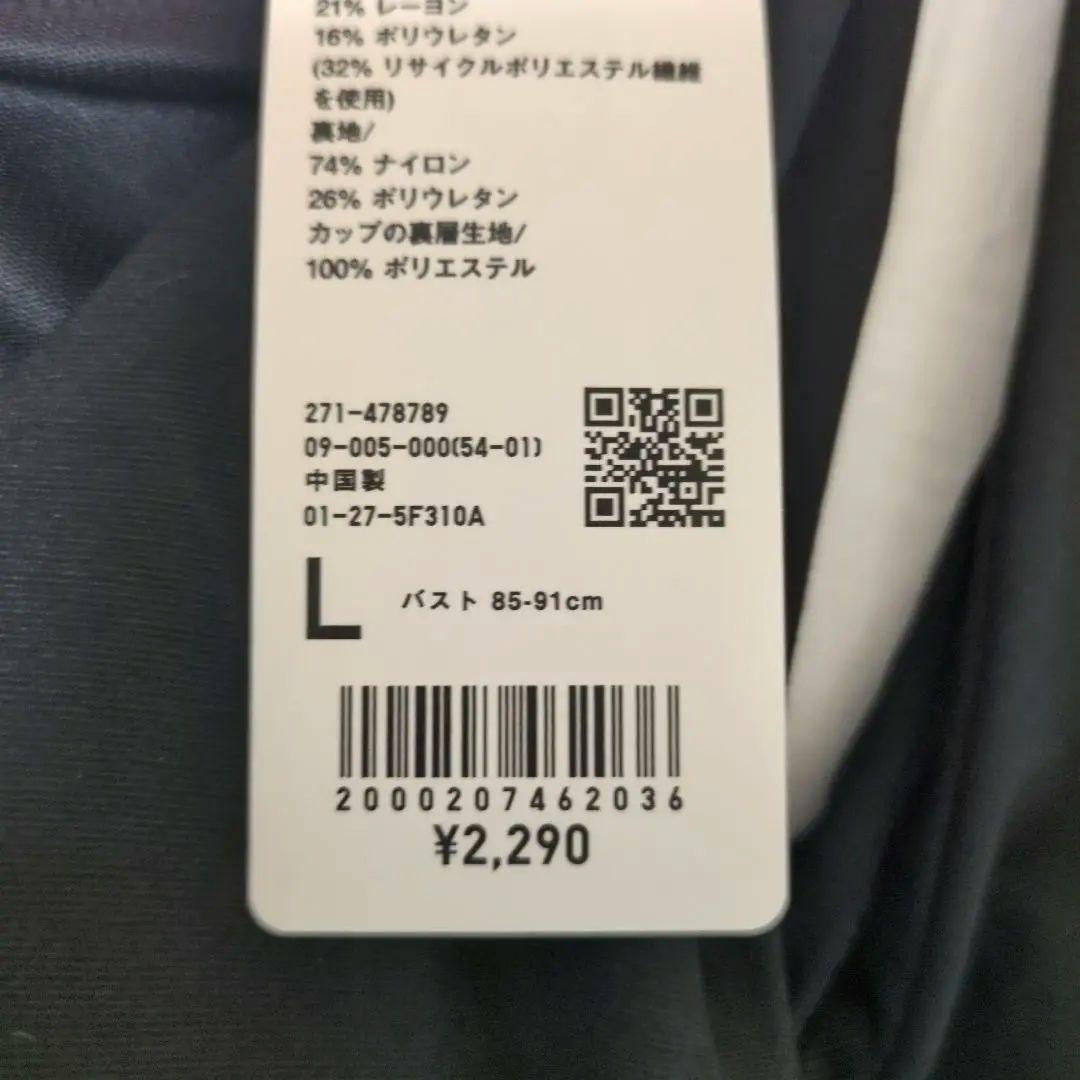 21% レーヨン
16% ポリウレタン
(32% リサイクルポリエステル繊維
を使用)
裏地/
74% ナイロン
26% ポリウレタン
カップの裏層生地/
100% ポリエステル
271-478789
09-005-000(54-01)
中国製
01-27-5F310A
L バスト 85-91cm
2000207462036
¥2,290